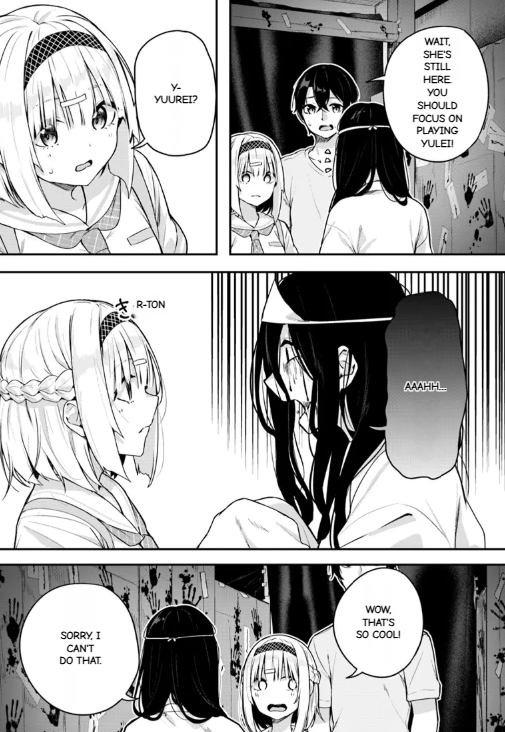 WAIT,
SHE'S
STILL
HERE.
YOU
SHOULD
FOCUS ON
PLAYING
YULEI!
Y-
YUUREI?
R-TON
AAAHH...
WOW,
THAT'S
SO COOL!
SORRY, I
CAN'T
DO THAT.